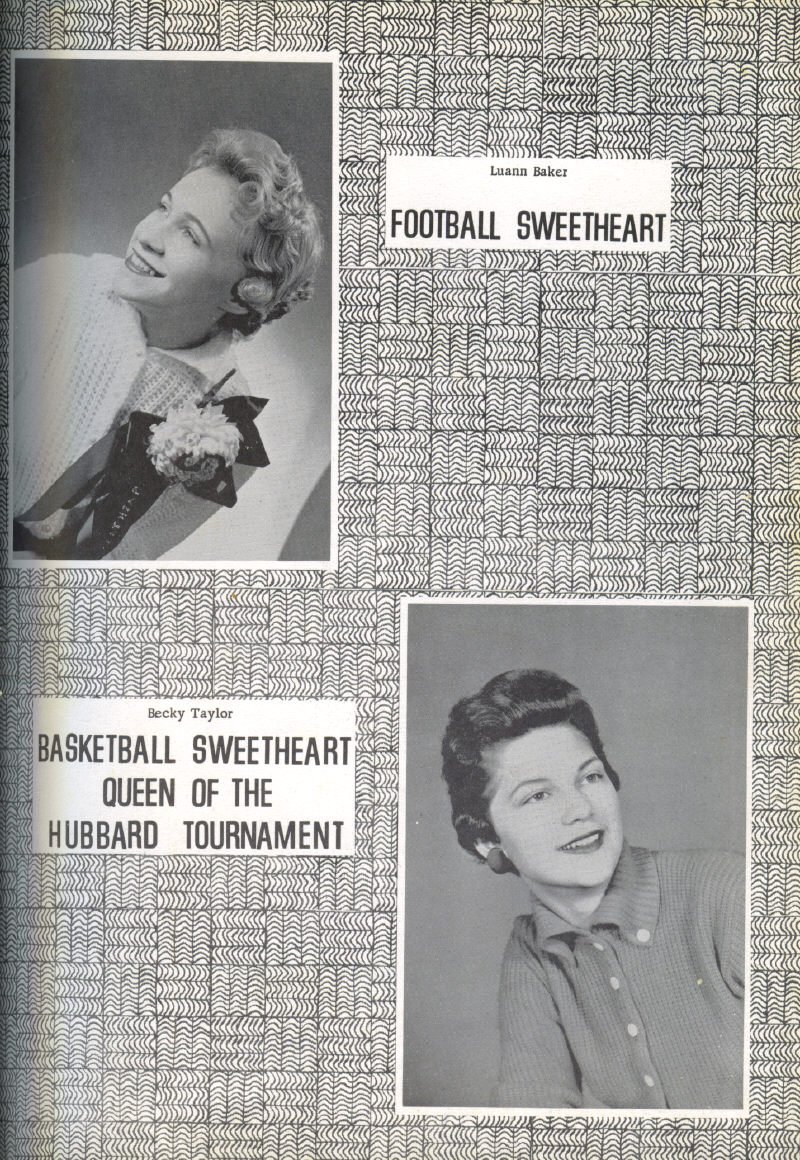 Luann Baker
FOOTBALL SWEETHEART
Becky Taylor
BASKETBALL SWEETHEART
QUEEN OF THE
HUBBARD TOURNAMENT